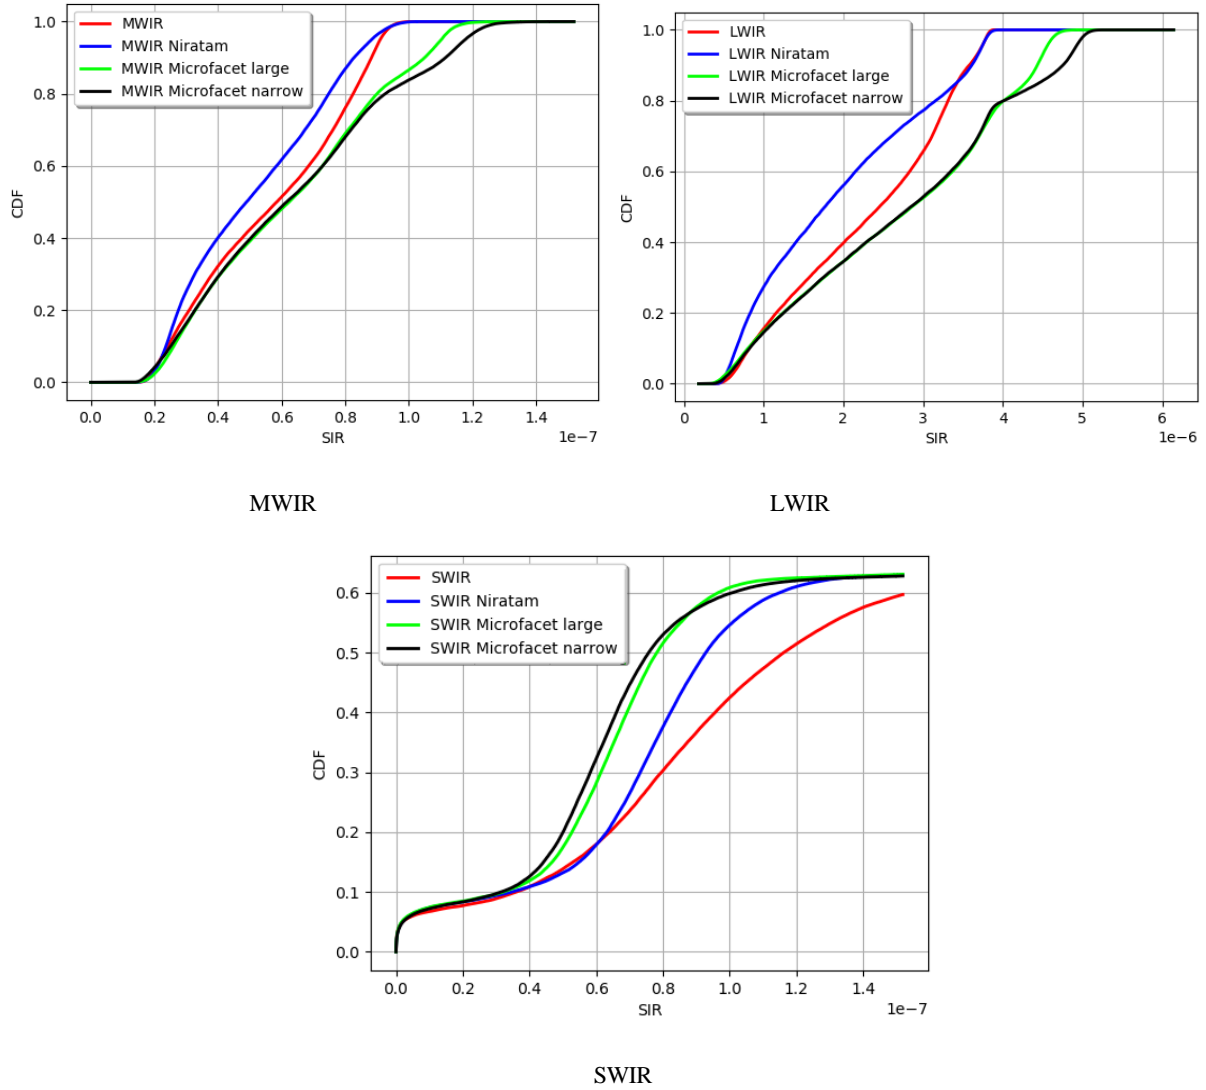 MWIR
MWIR Niratam
MWIR Microfacet large
MWIR Microfacet narrow
1.0
0.8
0.6
0.4
0.2
0.0
CDF
0.0 0.2 0.4 0.6 0.8 1.0 1.2 1.4
SIR
1e−7
MWIR
LWIR
LWIR Niratam
LWIR Microfacet large
LWIR Microfacet narrow
1.0
0.8
0.6
0.4
0.2
0.0
CDF
0 1 2 3 4 5 6
SIR
1e−6
LWIR
SWIR
SWIR Niratam
SWIR Microfacet large
SWIR Microfacet narrow
0.6
0.5
0.4
0.3
0.2
0.1
0.0
CDF
0.0 0.2 0.4 0.6 0.8 1.0 1.2 1.4
SIR
1e−7
SWIR